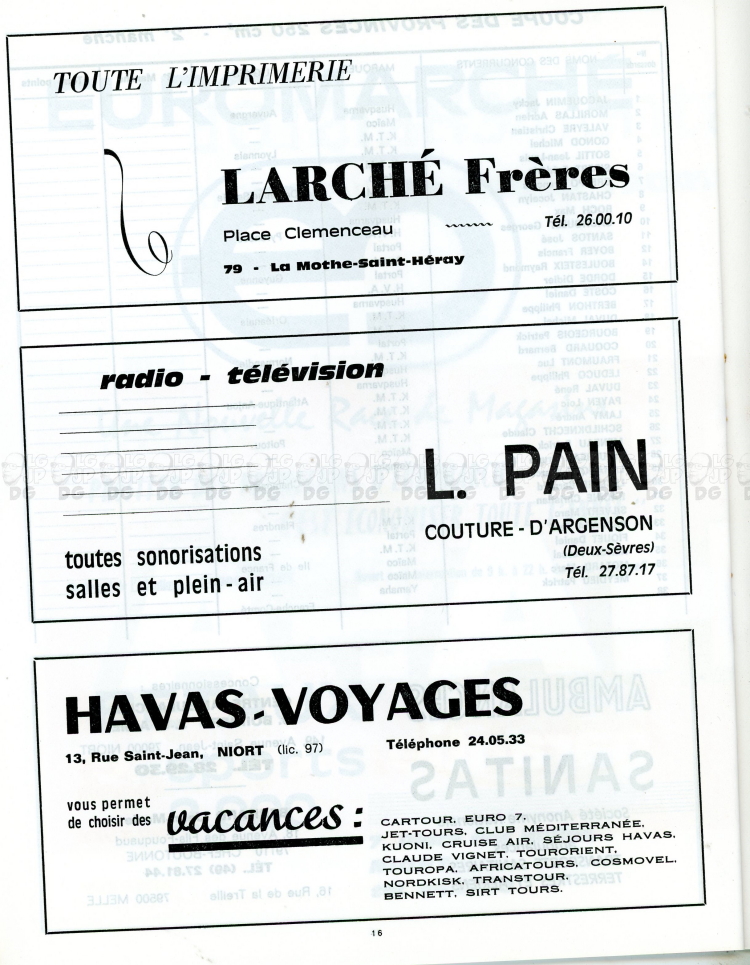 TOUTE L'IMPRIMERIE
LARCHÉ Frères
Place Clemenceau
Tél. 26.00.10
79 - La Mothe-Saint-Héray
radio - télévision
L. PAIN
COUTURE - D'ARGENSON
(Deux-Sèvres)
Tél. 27.87.17
toutes sonorisations
salles et plein-air
HAVAS-VOYAGES
13, Rue Saint-Jean, NIORT (lic. 97)
Téléphone 24.05.33
vous permet
de choisir des
vacances :
CARTOUR, EURO 7,
JET-TOURS, CLUB MÉDITERRANÉE,
KUONI, CRUISE AIR, SÉJOURS HAVAS,
CLAUDE VIGNET, TOURORIENT,
TOUROPA, AFRICATOURS, COSMOVEL,
NORDKISK, TRANSTOUR,
BENNETT, SIRT TOURS.
16